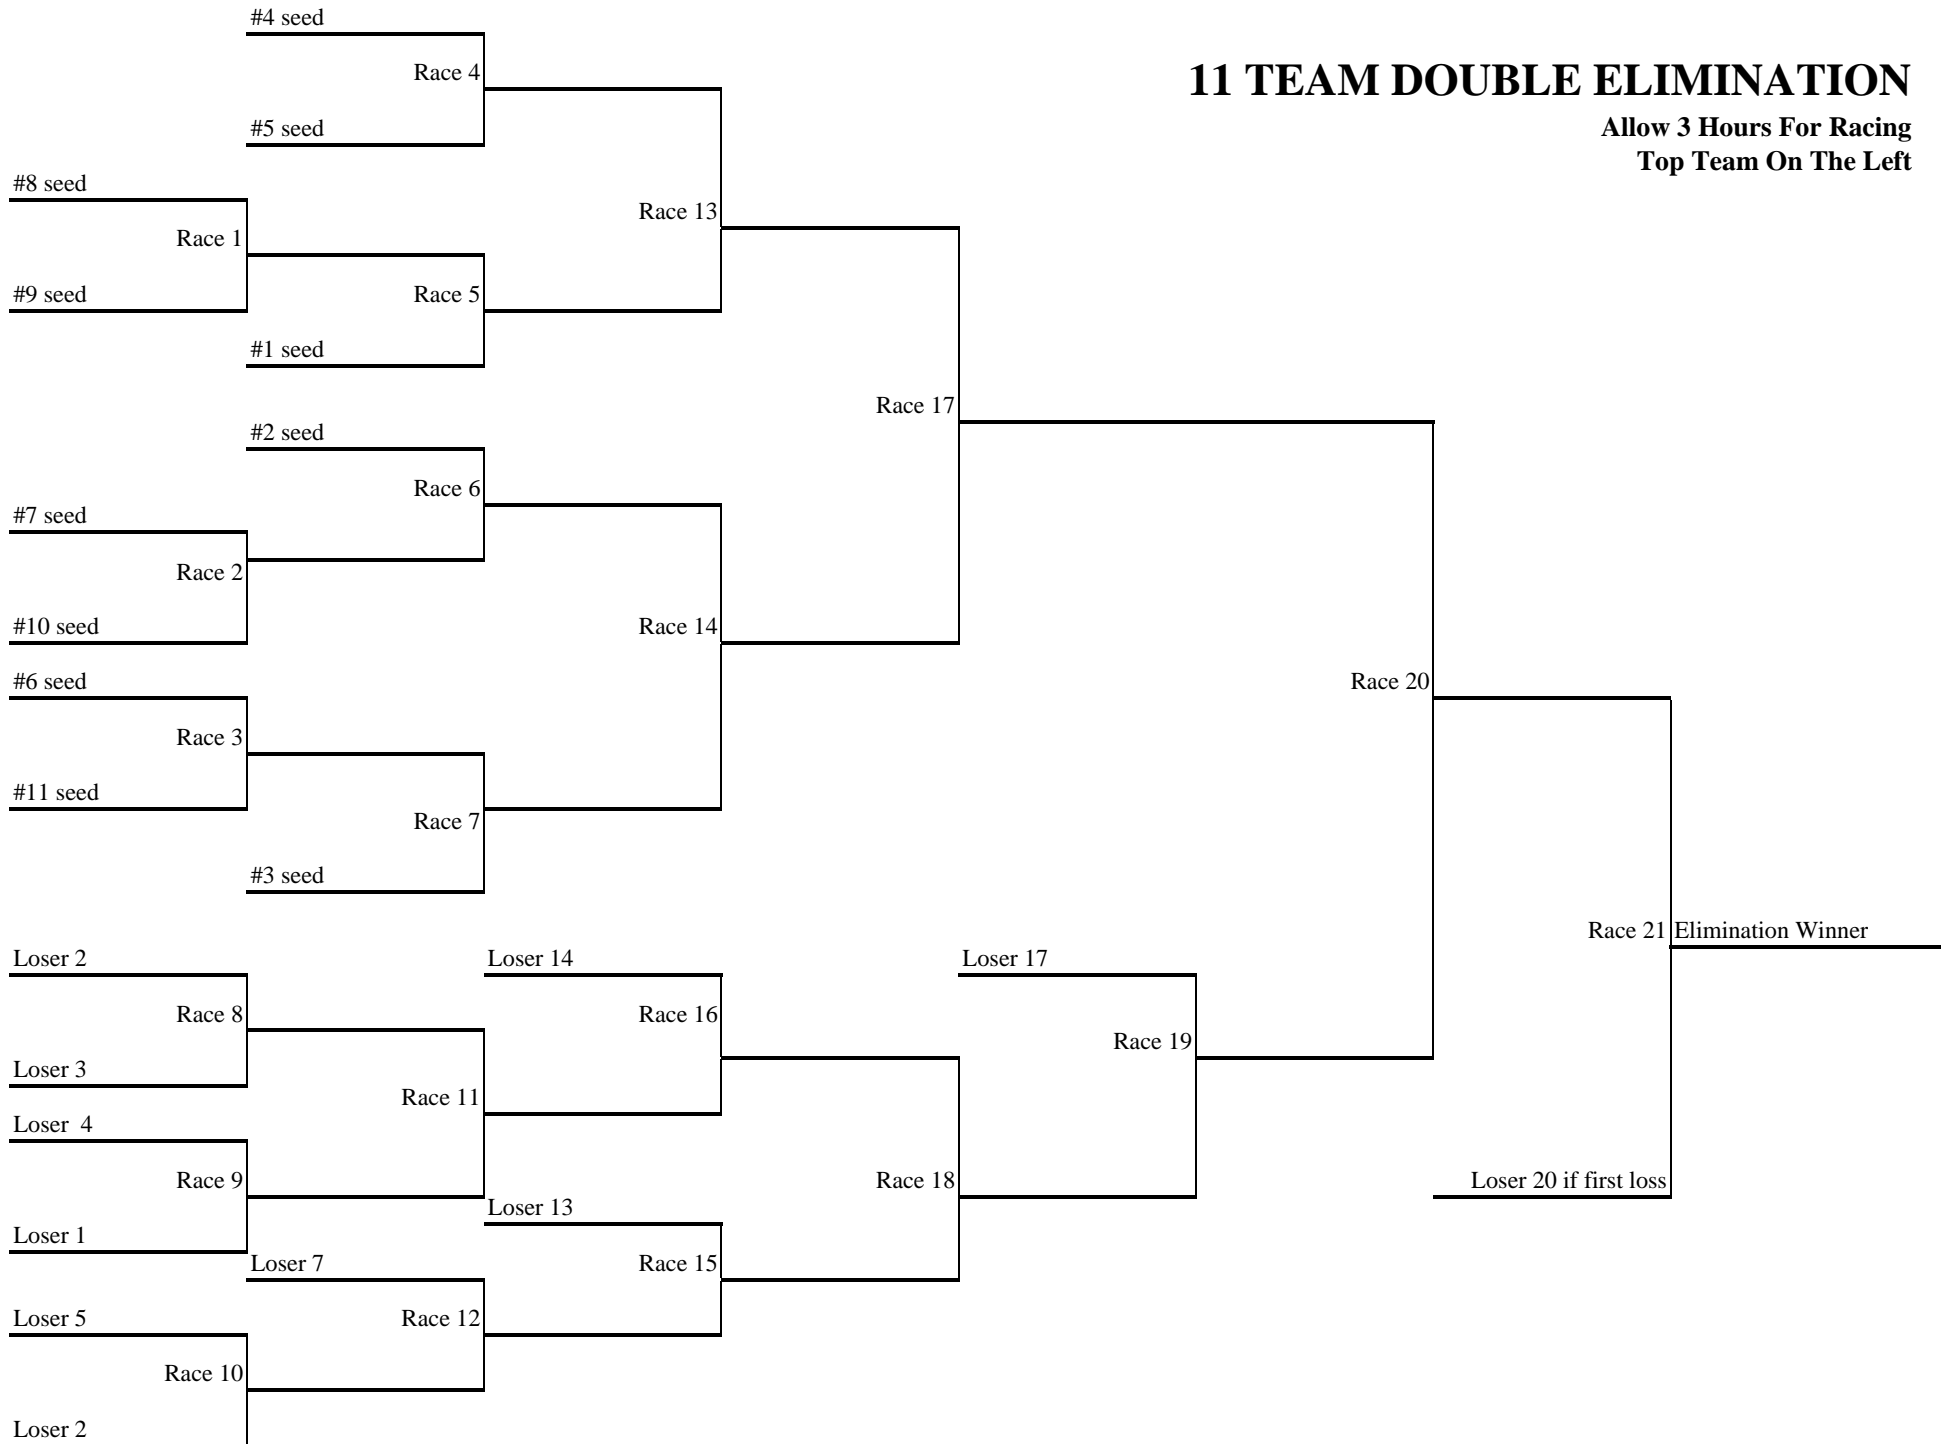 #4 seed
11 TEAM DOUBLE ELIMINATION
Race 4
Allow 3 Hours For Racing
#5 seed
Top Team On The Left
#8 seed
Race 13
Race 1
#9 seed
Race 5
#1 seed
Race 17
#2 seed
Race 6
#7 seed
Race 2
#10 seed
Race 14
#6 seed
Race 20
Race 3
#11 seed
Race 7
#3 seed
Race 21 Elimination Winner
Loser 2
Loser 14
Loser 17
Race 8
Race 16
Race 19
Loser 3
Race 11
Loser  4
Race 9
Race 18
Loser 20 if first loss
Loser 13
Loser 1
Loser 7
Race 15
Loser 5
Race 12
Race 10
Loser 2